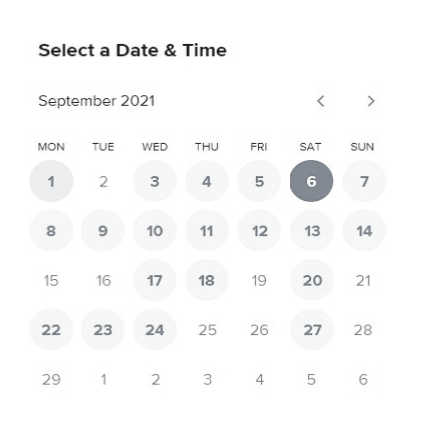 Select a Date & Time
September 2021
MON TUE WED THU FRI SAT SUN
1 2 3 4 5 6 7
8 9 10 11 12 13 14
15 16 17 18 19 20 21
22 23 24 25 26 27 28
29 1 2 3 4 5 6